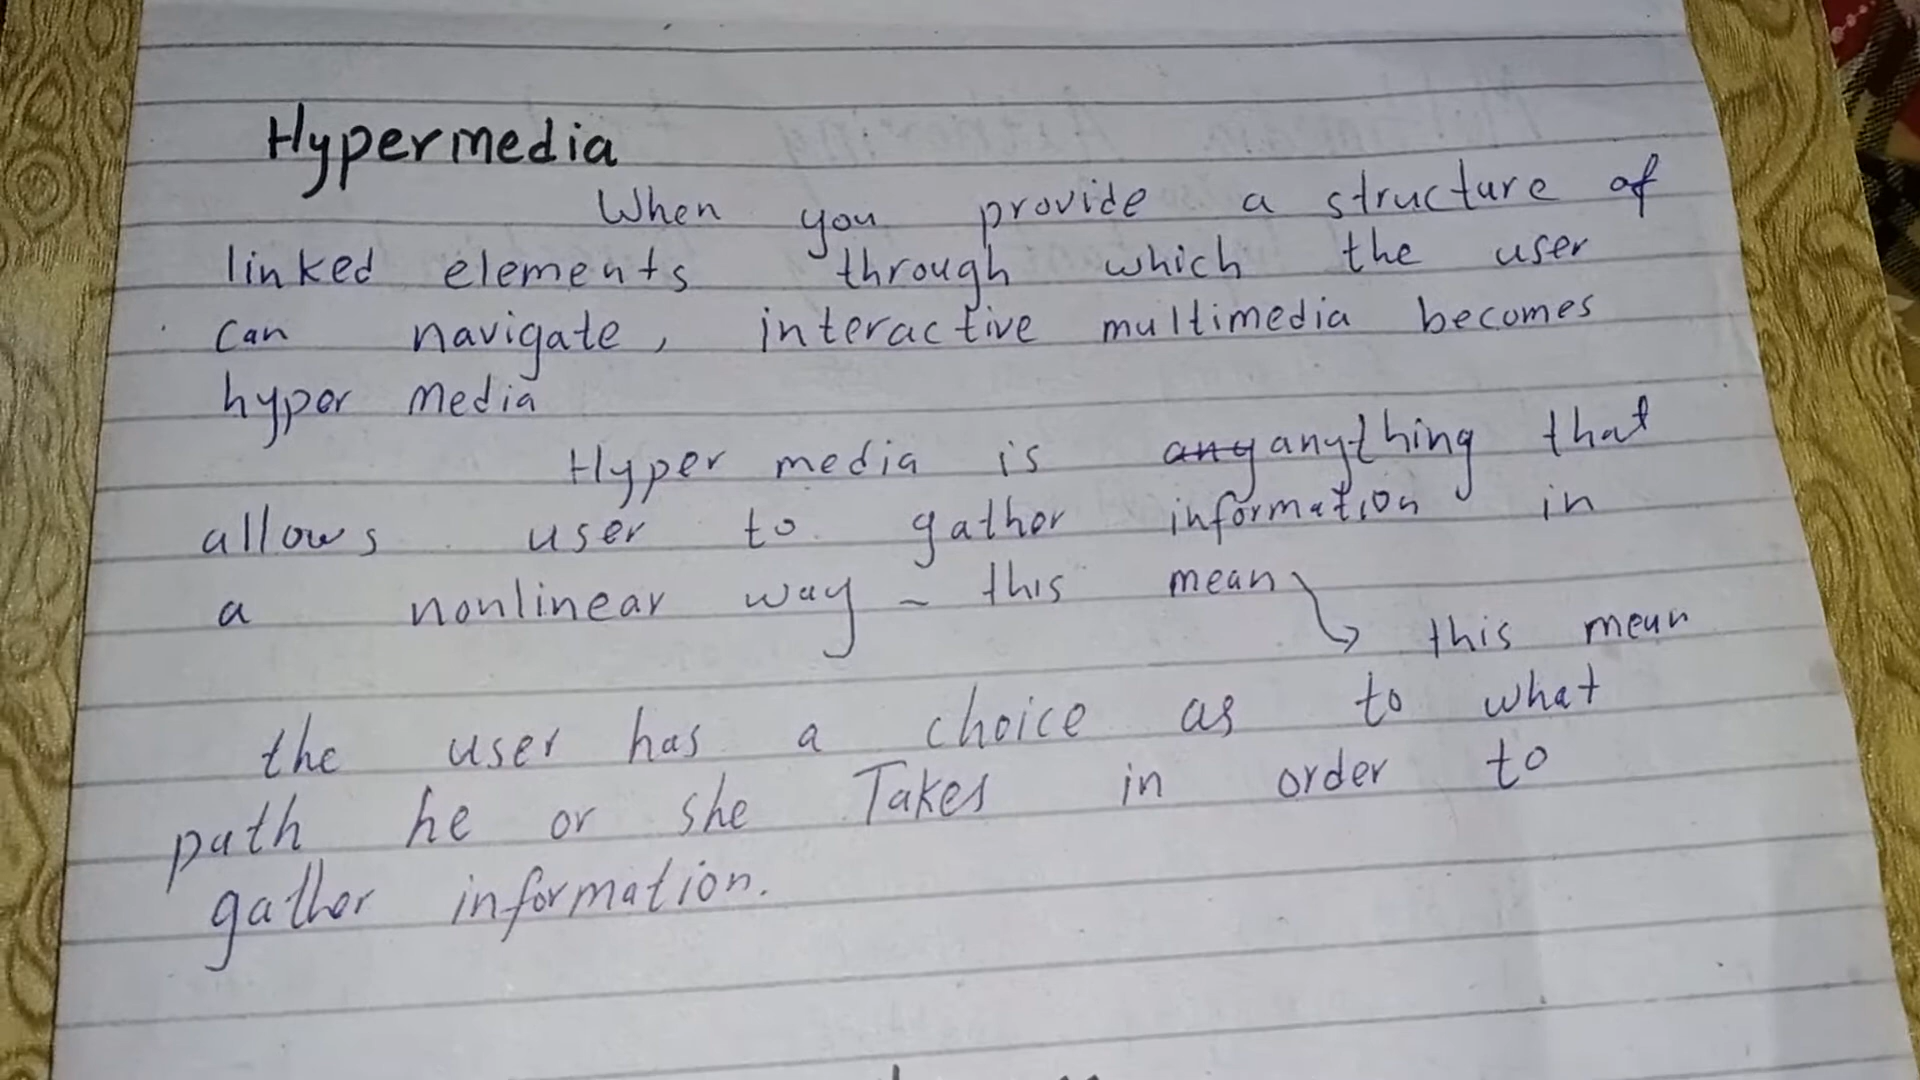 Hypermedia
When you provide a structure of
linked elements through which the user
can navigate, interactive multimedia becomes
hyper media
Hyper media is any anything that
allows user to gather information in
a nonlinear way - this mean
this mean
the user has a choice as to what
path he or she Takes in order to
gather information.